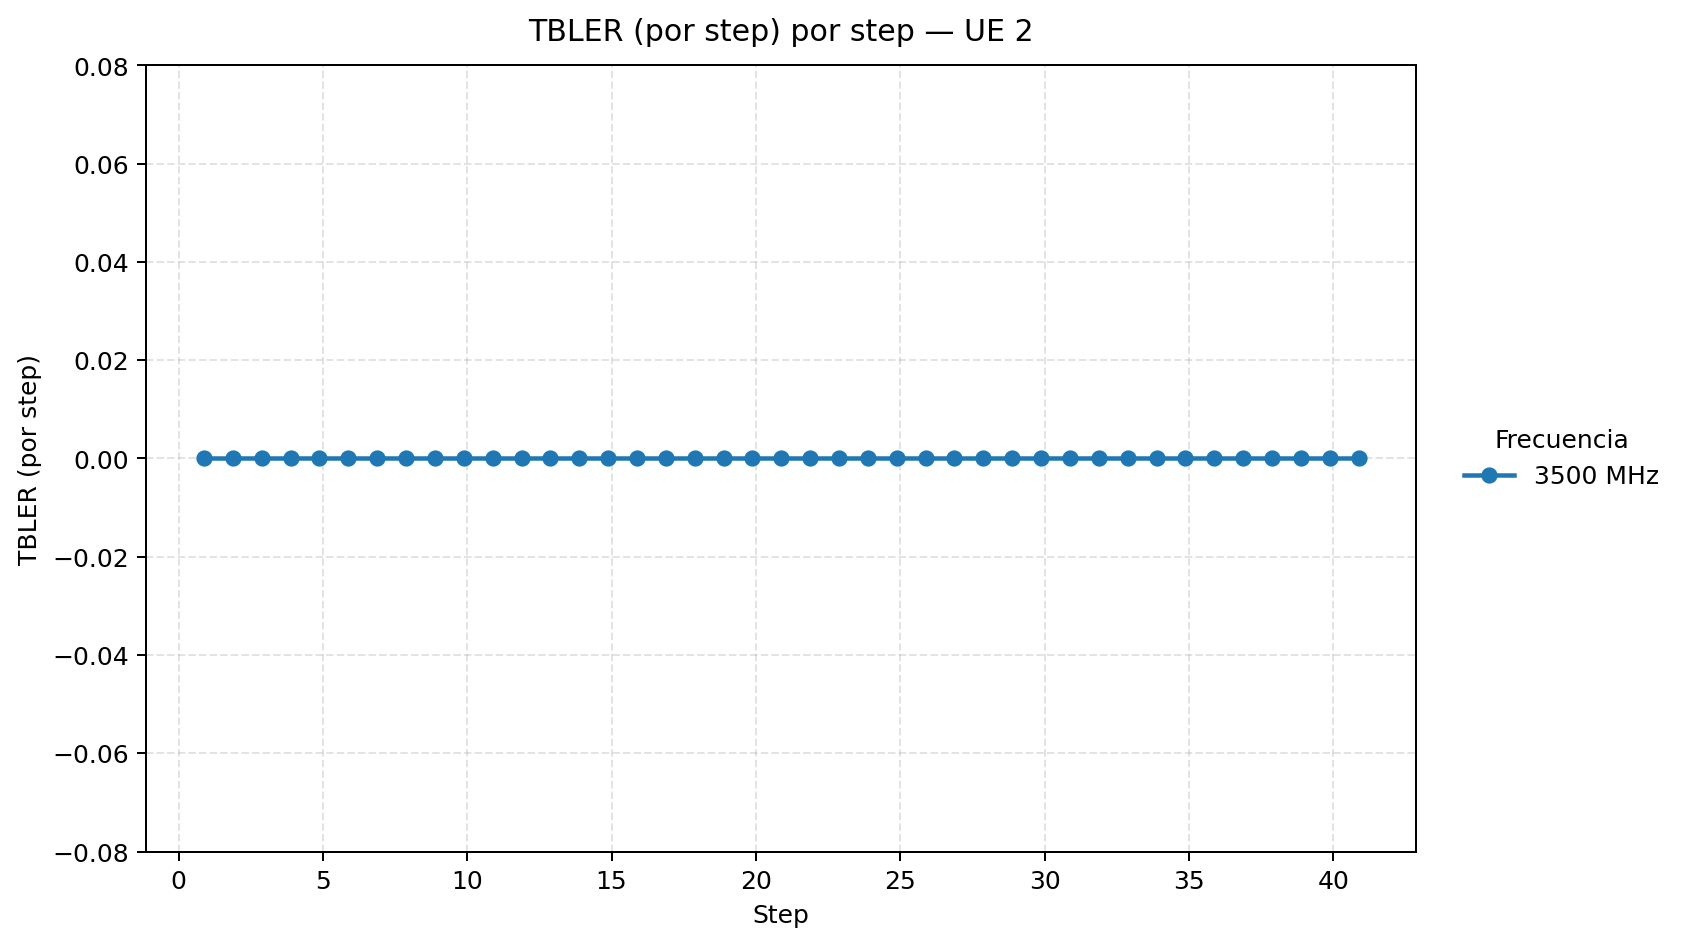 TBLER (por step) por step — UE 2
TBLER (por step)
0.08
0.06
0.04
0.02
0.00
−0.02
−0.04
−0.06
−0.08
0 5 10 15 20 25 30 35 40
Step
Frecuencia
3500 MHz